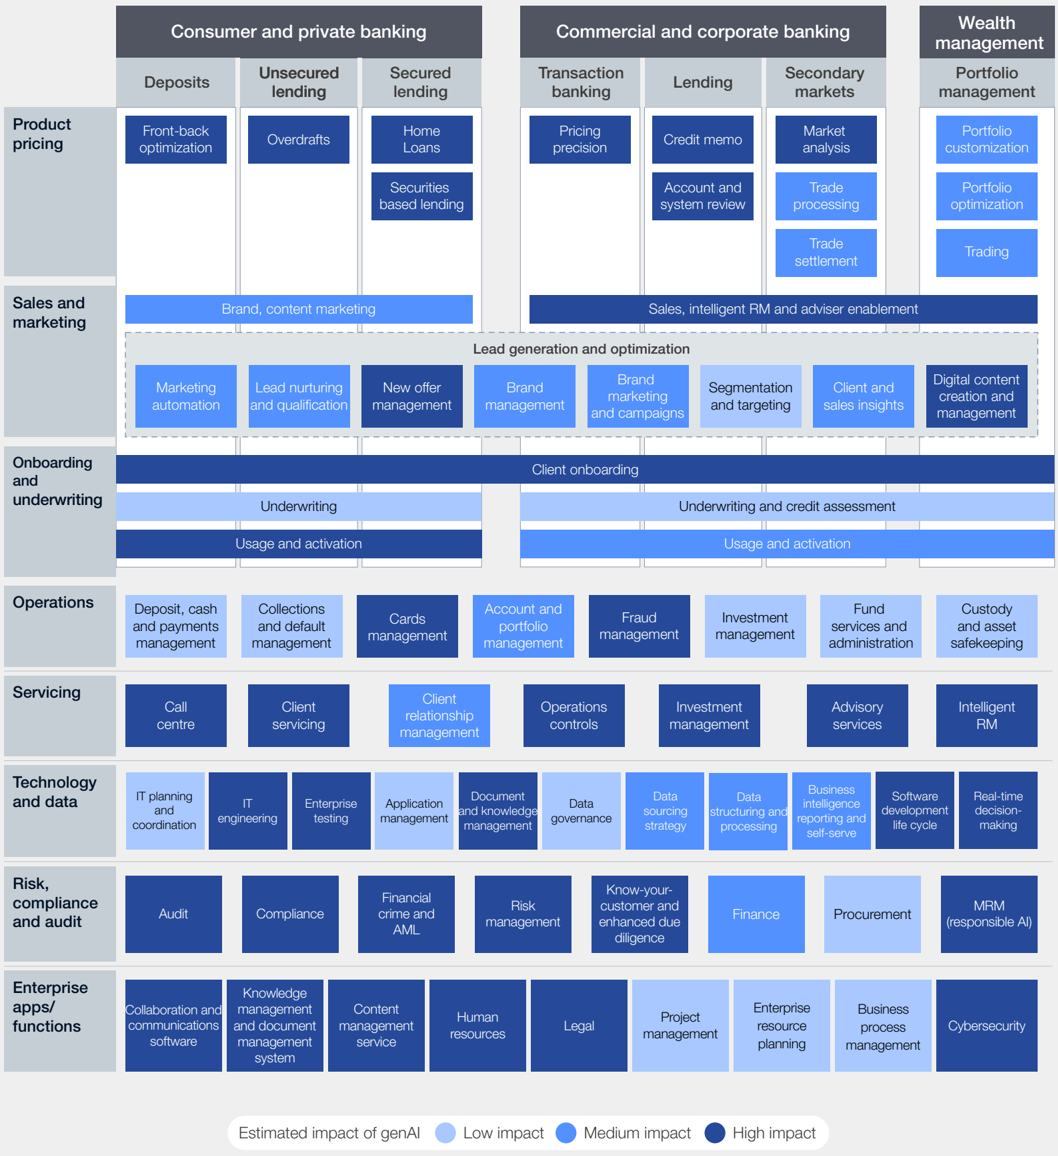 Consumer and private banking
Commercial and corporate banking
Wealth
management
Deposits
Unsecured
lending
Secured
lending
Transaction
banking
Lending
Secondary
markets
Portfolio
management
Product
pricing
Front-back
optimization
Overdrafts
Home
Loans
Securities
based lending
Pricing
precision
Credit memo
Account and
system review
Market
analysis
Trade
processing
Trade
settlement
Portfolio
customization
Portfolio
optimization
Trading
Sales and
marketing
Brand, content marketing
Sales, intelligent RM and adviser enablement
Lead generation and optimization
Marketing
automation
Lead nurturing
and qualification
New offer
management
Brand
management
Brand
marketing
and campaigns
Segmentation
and targeting
Client and
sales insights
Digital content
creation and
management
Onboarding
and
underwriting
Client onboarding
Underwriting
Underwriting and credit assessment
Usage and activation
Usage and activation
Operations
Deposit, cash
and payments
management
Collections
and default
management
Cards
management
Account and
portfolio
management
Fraud
management
Investment
management
Fund
services and
administration
Custody
and asset
safekeeping
Servicing
Call
centre
Client
servicing
Client
relationship
management
Operations
controls
Investment
management
Advisory
services
Intelligent
RM
Technology
and data
IT planning
and
coordination
IT
engineering
Enterprise
testing
Application
management
Document
and knowledge
management
Data
governance
Data
sourcing
strategy
Data
structuring and
processing
Business
intelligence
reporting and
self-serve
Software
development
life cycle
Real-time
decision-
making
Risk,
compliance
and audit
Audit
Compliance
Financial
crime and
AML
Risk
management
Know-your-
customer and
enhanced due
diligence
Finance
Procurement
MRM
(responsible AI)
Enterprise
apps/
functions
Collaboration and
communications
software
Knowledge
management
and document
management
system
Content
management
service
Human
resources
Legal
Project
management
Enterprise
resource
planning
Business
process
management
Cybersecurity
Estimated impact of genAI
Low impact
Medium impact
High impact